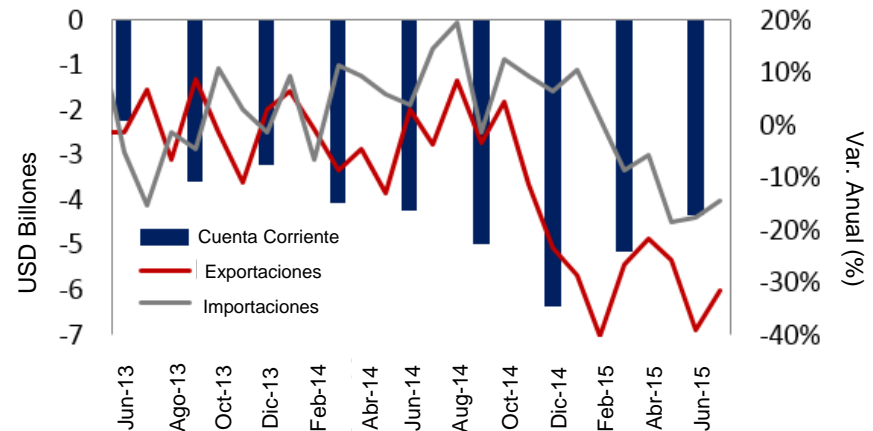 0
-1
-2
-3
-4
-5
-6
-7
USD Billones
20%
10%
0%
-10%
-20%
-30%
-40%
Var. Anual (%)
Cuenta Corriente
Exportaciones
Importaciones
Jun-13
Ago-13
Oct-13
Dic-13
Feb-14
Abr-14
Jun-14
Aug-14
Oct-14
Dic-14
Feb-15
Abr-15
Jun-15